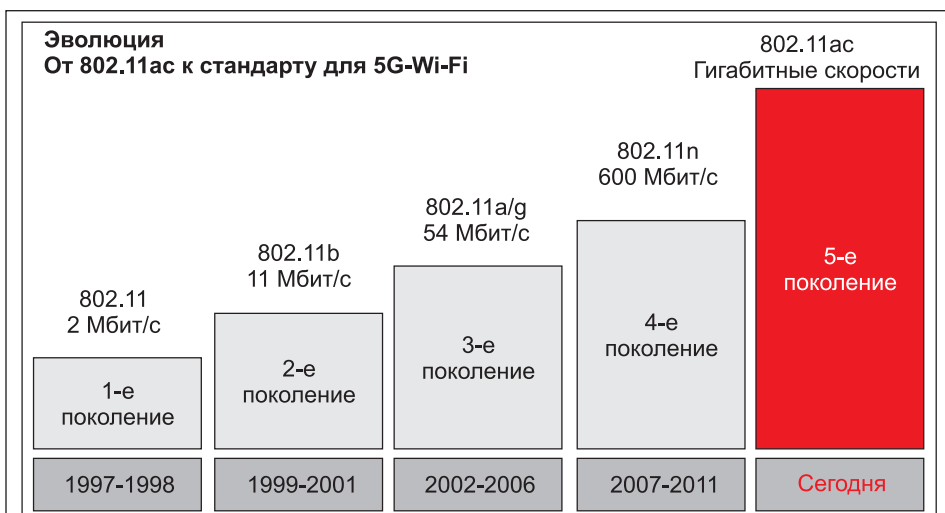 Эволюция
От 802.11ac к стандарту для 5G-Wi-Fi
802.11
2 Мбит/с
1-е
поколение
1997-1998
802.11b
11 Мбит/с
2-е
поколение
1999-2001
802.11a/g
54 Мбит/с
3-е
поколение
2002-2006
802.11n
600 Мбит/с
4-е
поколение
2007-2011
802.11ac
Гигабитные скорости
5-е
поколение
Сегодня